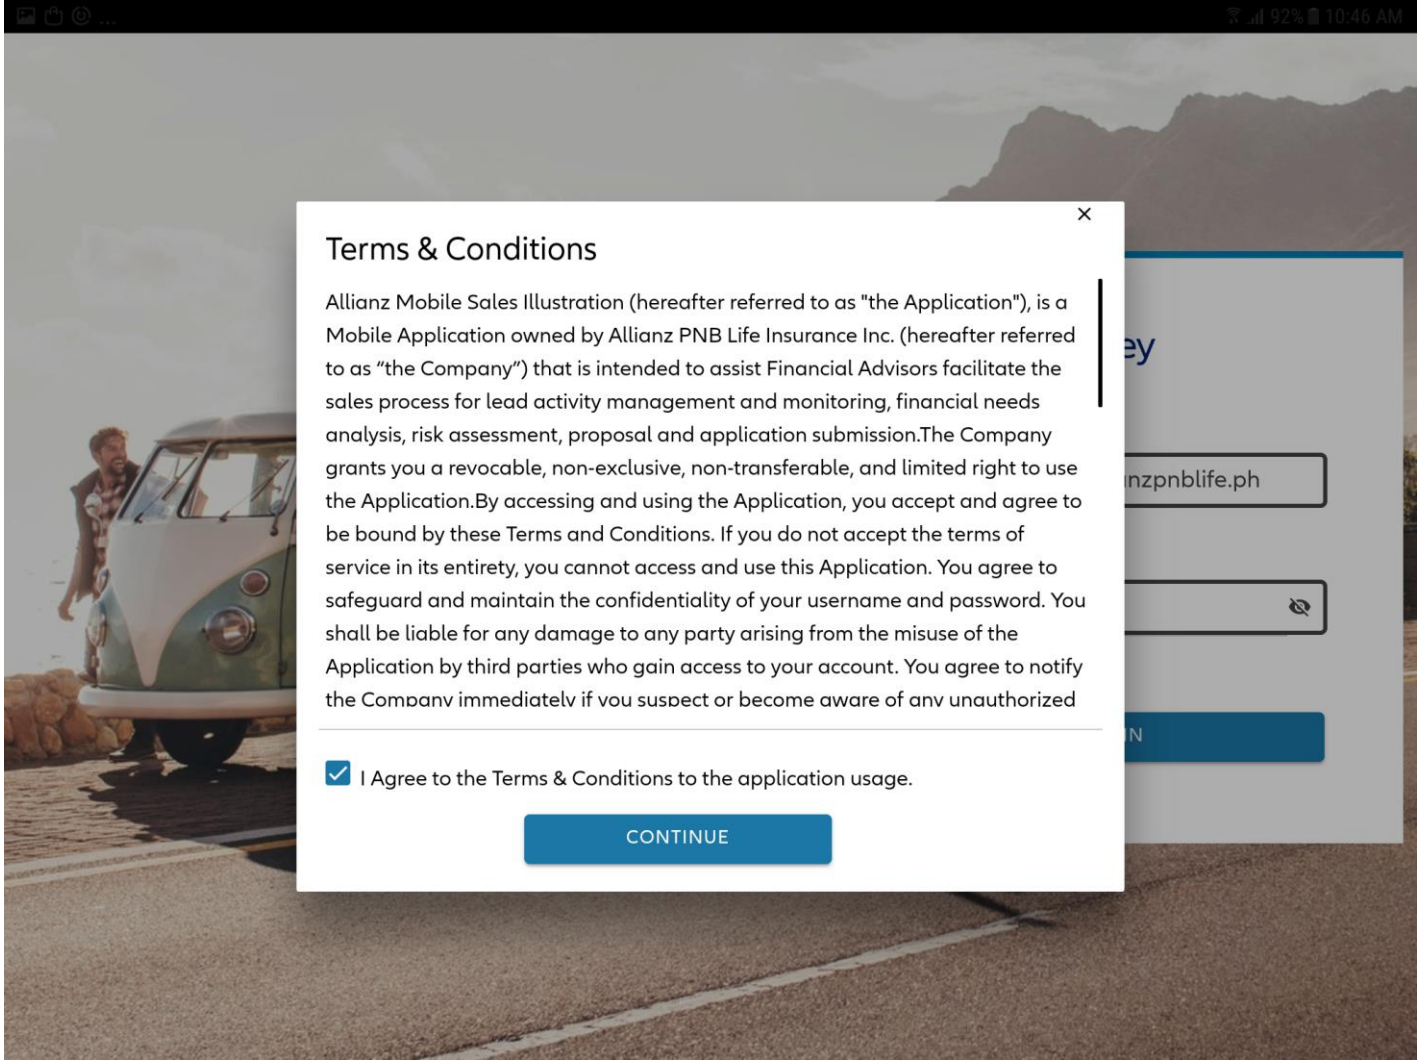 ... 92% 10:46 AM
Terms & Conditions
Allianz Mobile Sales Illustration (hereafter referred to as "the Application"), is a
Mobile Application owned by Allianz PNB Life Insurance Inc. (hereafter referred
to as “the Company”) that is intended to assist Financial Advisors facilitate the
sales process for lead activity management and monitoring, financial needs
analysis, risk assessment, proposal and application submission.The Company
grants you a revocable, non-exclusive, non-transferable, and limited right to use
the Application.By accessing and using the Application, you accept and agree to
be bound by these Terms and Conditions. If you do not accept the terms of
service in its entirety, you cannot access and use this Application. You agree to
safeguard and maintain the confidentiality of your username and password. You
shall be liable for any damage to any party arising from the misuse of the
Application by third parties who gain access to your account. You agree to notify
the Company immediately if you suspect or become aware of any unauthorized
I Agree to the Terms & Conditions to the application usage.
CONTINUE
ey
nzpnblife.ph
IN